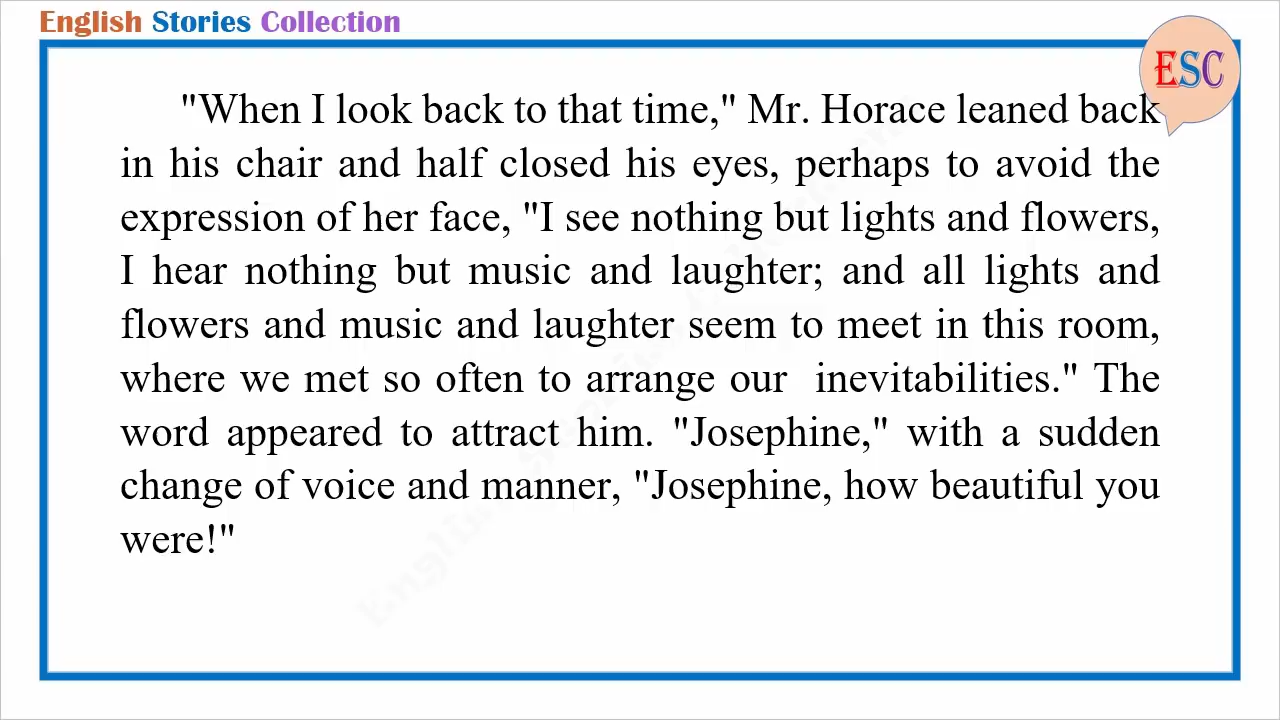 English Stories Collection
ESC
"When I look back to that time," Mr. Horace leaned back
in his chair and half closed his eyes, perhaps to avoid the
expression of her face, "I see nothing but lights and flowers,
I hear nothing but music and laughter; and all lights and
flowers and music and laughter seem to meet in this room,
where we met so often to arrange our  inevitabilities." The
word appeared to attract him. "Josephine," with a sudden
change of voice and manner, "Josephine, how beautiful you
were!"